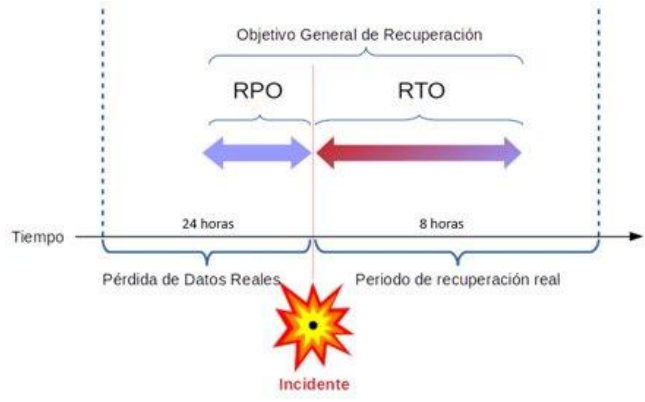 Objetivo General de Recuperación
RPO
RTO
24 horas
8 horas
Tiempo
Pérdida de Datos Reales
Periodo de recuperación real
Incidente